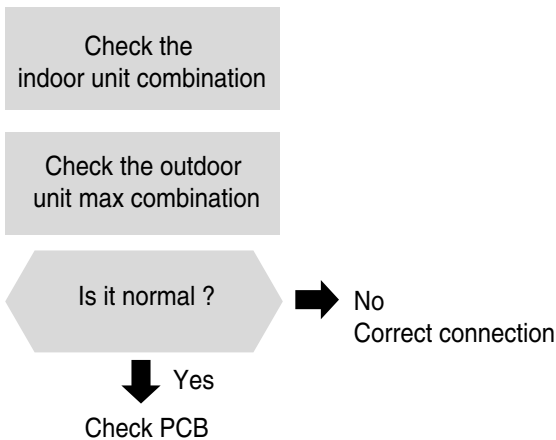 Check the
indoor unit combination
Check the outdoor
unit max combination
Is it normal ?
No
Correct connection
Yes
Check PCB